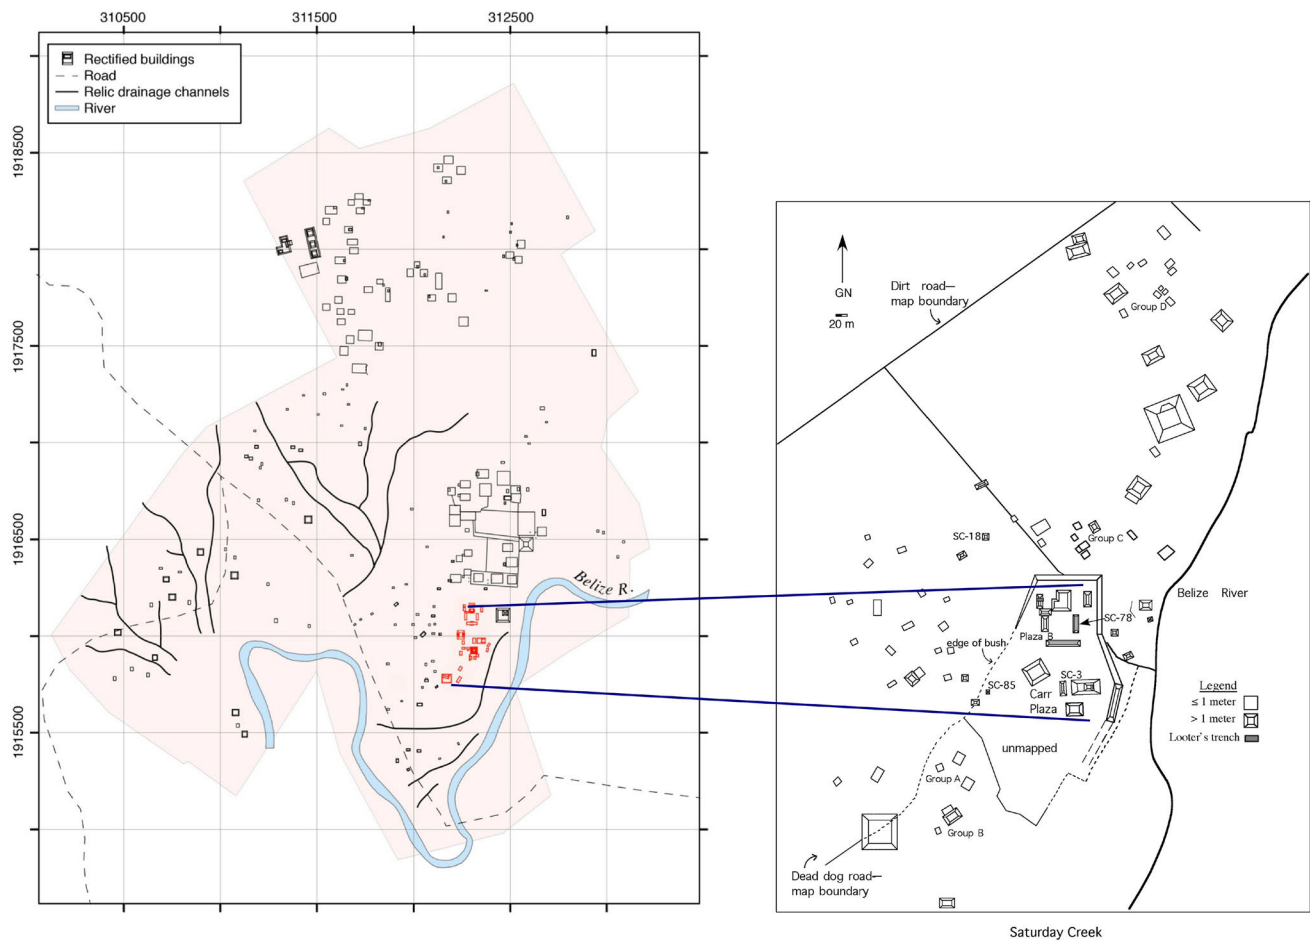 310500
311500
312500
Rectified buildings
Road
Relic drainage channels
River
1918500
1917500
1916500
1915500
Belize R.
GN
20 m
Dirt road—
map boundary
Group D
SC-18
Group C
Belize River
SC-78
Plaza B
edge of bush
SC-85
SC-3
Carr
Plaza
unmapped
Legend
≤ 1 meter
> 1 meter
Looter's trench
Group A
Group B
Dead dog road—
map boundary
Saturday Creek